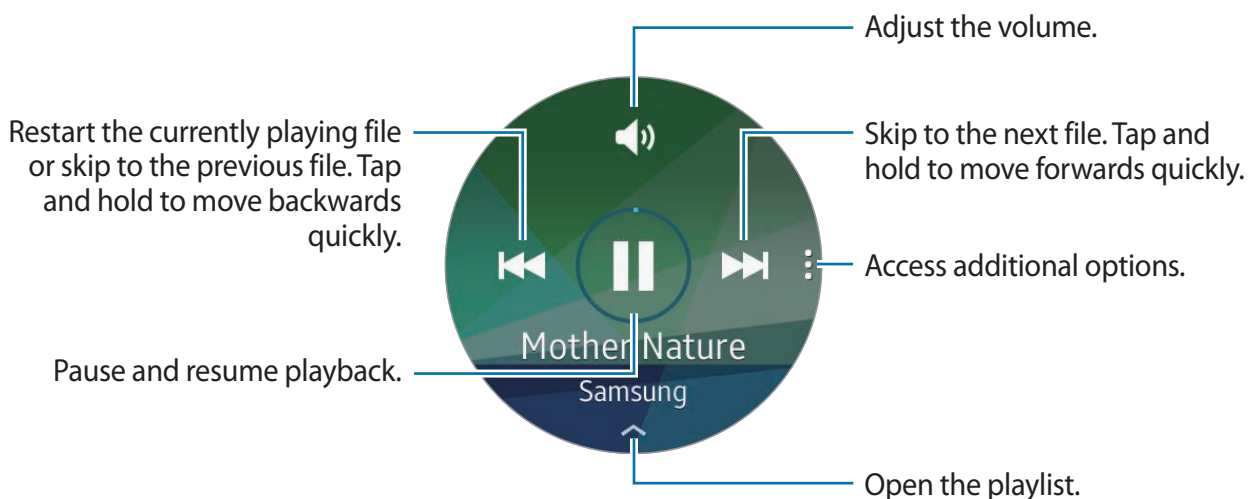 Adjust the volume.
Restart the currently playing file
or skip to the previous file. Tap
and hold to move backwards
quickly.
Skip to the next file. Tap and
hold to move forwards quickly.
Access additional options.
Mother Nature
Pause and resume playback.
Samsung
Open the playlist.